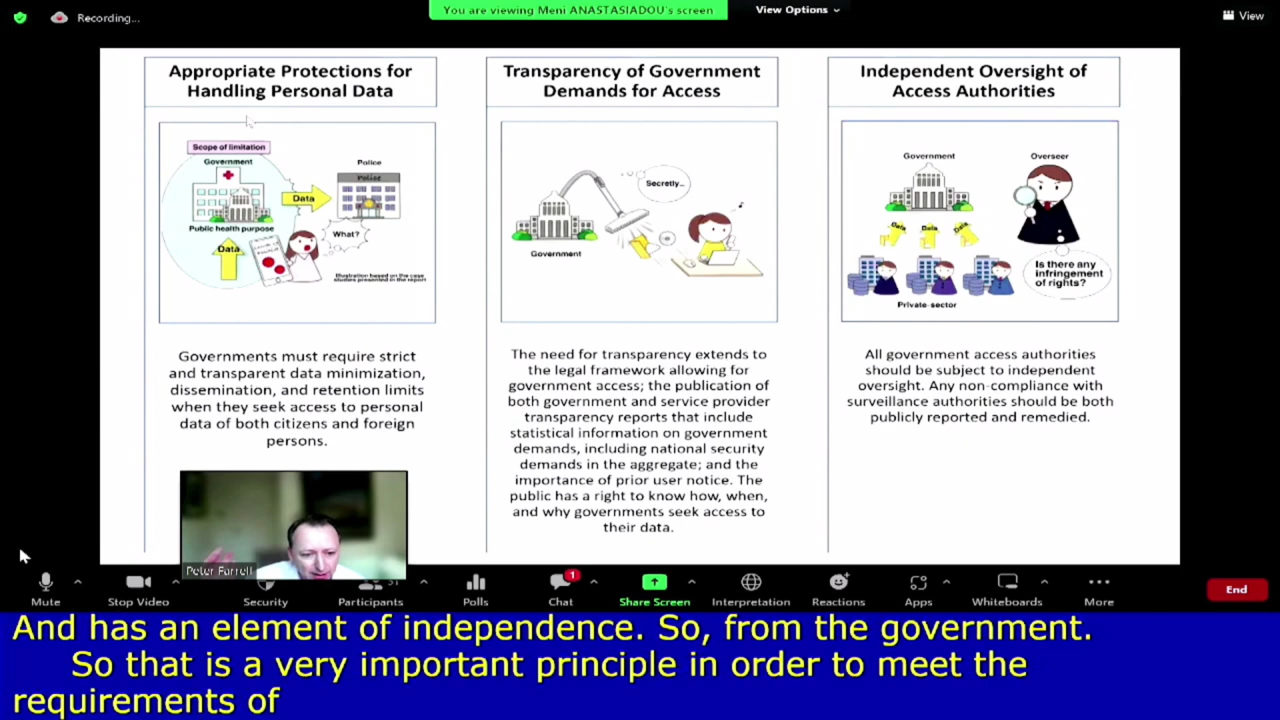 Recording...
You are viewing Meni ANASTASIADOU's screen
View Options
View
Appropriate Protections for
Handling Personal Data
Scope of limitation
Government
Police
Police
Data
Public health purpose
What?
Data
Illustration based on the case
studies presented in the report
Governments must require strict
and transparent data minimization,
dissemination, and retention limits
when they seek access to personal
data of both citizens and foreign
persons.
Transparency of Government
Demands for Access
Secretly...
Government
The need for transparency extends to
the legal framework allowing for
government access; the publication of
both government and service provider
transparency reports that include
statistical information on government
demands, including national security
demands in the aggregate; and the
importance of prior user notice. The
public has a right to know how, when,
and why governments seek access to
their data.
Independent Oversight of
Access Authorities
Government
Overseer
Data
Data
Data
Is there any
infringement
of rights?
Private-sector
All government access authorities
should be subject to independent
oversight. Any non-compliance with
surveillance authorities should be both
publicly reported and remedied.
Peter Farrell
Mute
Stop Video
Security
Participants
Polls
1
Chat
Share Screen
Interpretation
Reactions
Apps
Whiteboards
More
End
And has an element of independence. So, from the government.
So that is a very important principle in order to meet the
requirements of